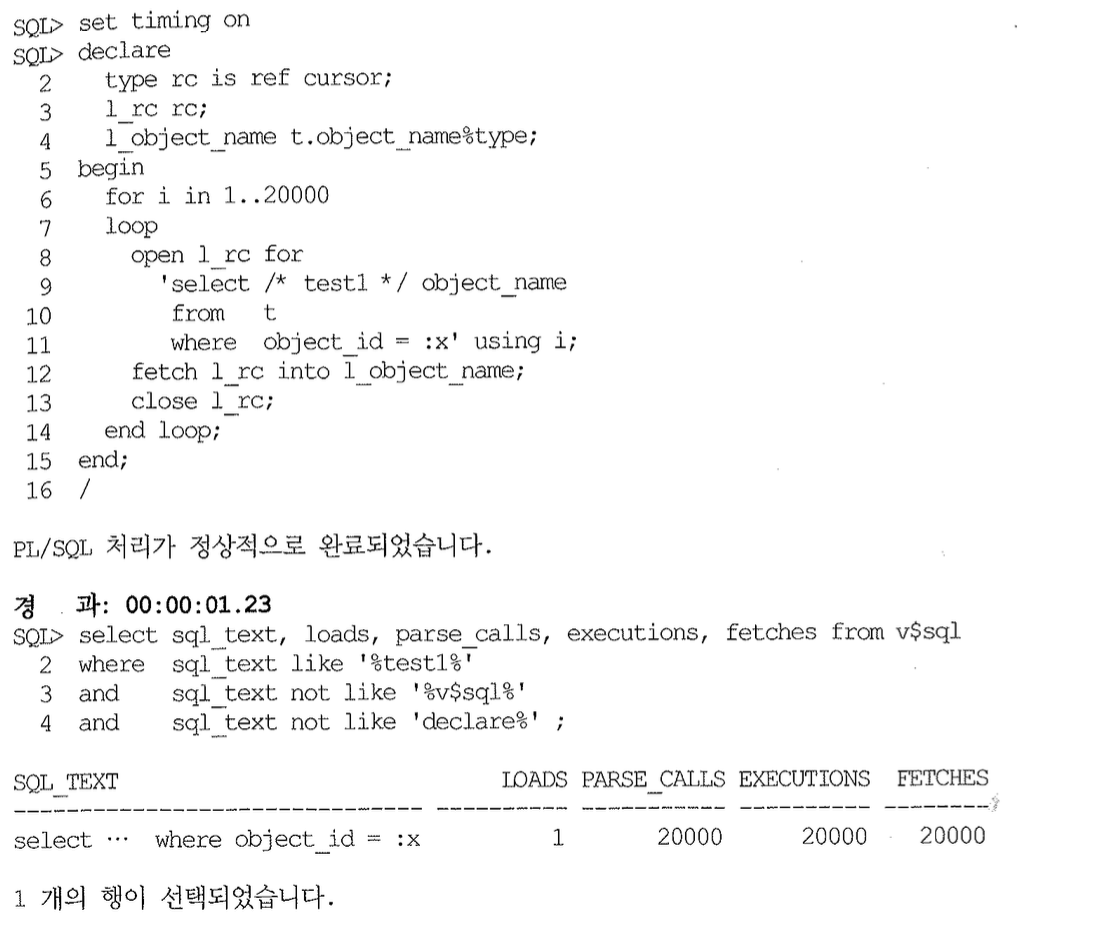 SQL> set timing on
SQL> declare
2 type rc is ref cursor;
3 l_rc rc;
4 l_object_name t.object_name%type;
5 begin
6 for i in 1..20000
7 loop
8 open l_rc for
9 'select /* test1 */ object_name
10 from t
11 where object_id = :x' using i;
12 fetch l_rc into l_object_name;
13 close l_rc;
14 end loop;
15 end;
16 /
PL/SQL 처리가 정상적으로 완료되었습니다.
경 과: 00:00:01.23
SQL> select sql_text, loads, parse_calls, executions, fetches from v$sql
2 where sql_text like '%test1%'
3 and sql_text not like '%v$sql%'
4 and sql_text not like 'declare%' ;
SQL_TEXT LOADS PARSE_CALLS EXECUTIONS FETCHES
------------------------------- ---------- ----------- ---------- --------
select ··· where object_id = :x 1 20000 20000 20000
1 개의 행이 선택되었습니다.